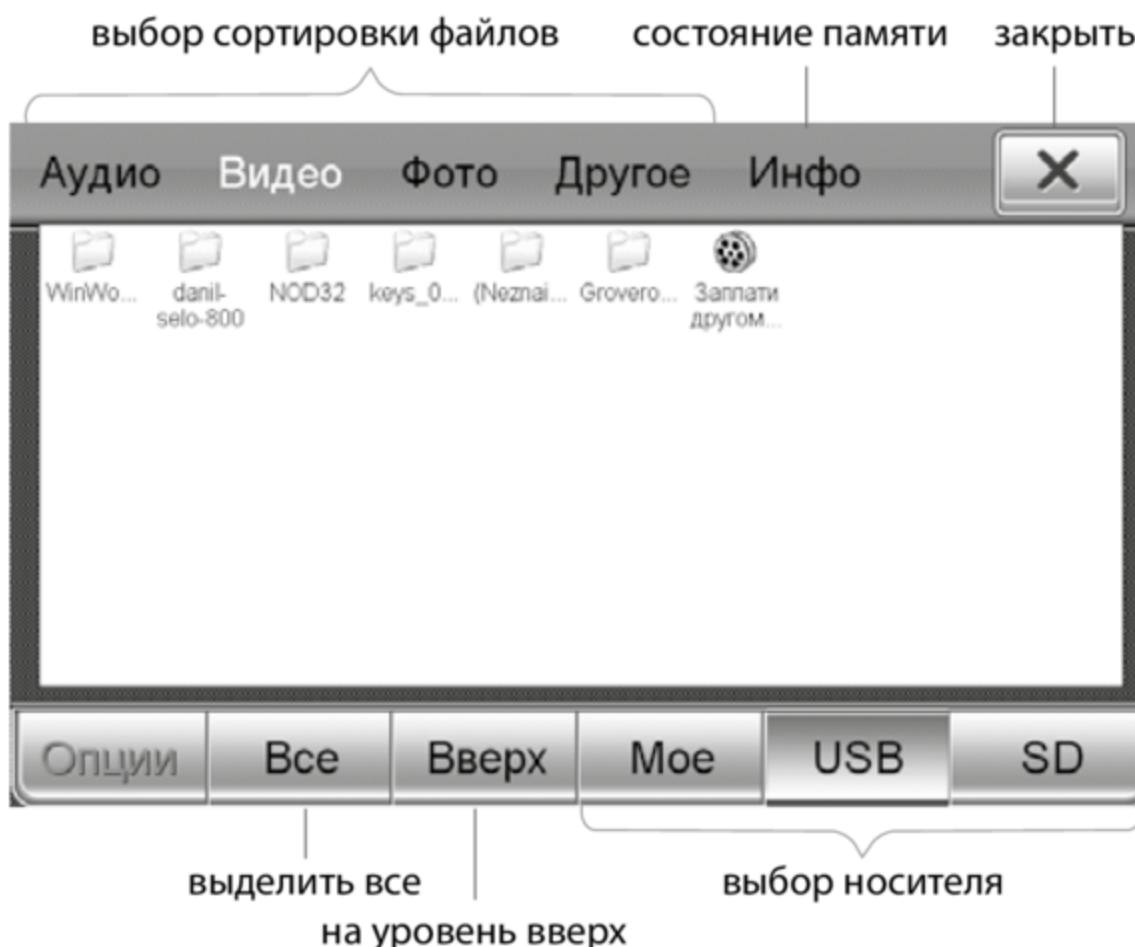 выбор сортировки файлов состояние памяти закрыть
Аудио Видео Фото Другое Инфо
WinWo... danil- NOD32 keys_0... (Neznai... Grovero... Заплати
selo-800 другом...
Опции Все Вверх Мое USB SD
выделить все выбор носителя
на уровень вверх